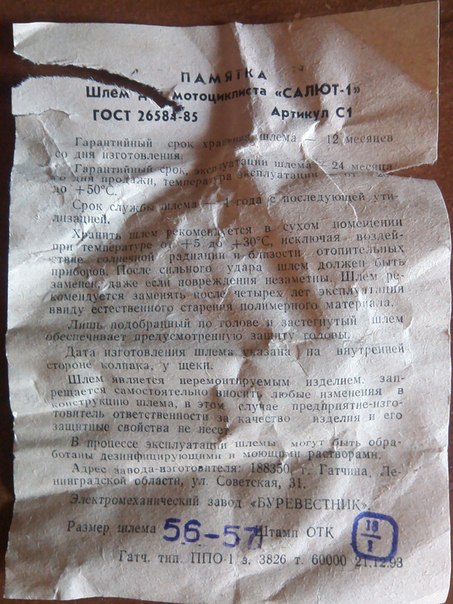 ПАМЯТКА
Шлем для мотоциклиста «САЛЮТ-1»
ГОСТ 26584-85 Артикул С1
Гарантийный срок хранения шлема — 12 месяцев
со дня изготовления.
Гарантийный срок эксплуатации шлема — 24 месяца
со дня продажи, температура эксплуатации от
до +50°С.
Срок службы шлема — 4 года с последующей ути-
лизацией.
Хранить шлем рекомендуется в сухом помещении
при температуре от +5 до +30°С, исключая воздей-
ствие солнечной радиации и близости отопительных
приборов. После сильного удара шлем должен быть
заменен, даже если повреждения незаметны. Шлем ре-
комендуется заменять после четырех лет эксплуатации
ввиду естественного старения полимерного материала.
Лишь подобранный по голове и застегнутый шлем
обеспечивает предусмотренную защиту головы.
Дата изготовления шлема указана на внутренней
стороне колпака, у щеки.
Шлем является неремонтируемым изделием, зап-
рещается самостоятельно вносить любые изменения в
конструкцию шлема, в этом случае предприятие-изго-
товитель ответственности за качество изделия и его
защитные свойства не несет.
В процессе эксплуатации шлемы могут быть обра-
ботаны дезинфицирующими и моющими растворами.
Адрес завода-изготовителя: 188350, г. Гатчина, Ле-
нинградской области, ул. Советская, 31.
Электромеханический завод «БУРЕВЕСТНИК»
Размер шлема 56-57 Штамп ОТК 18
Гатч. тип. ППО-1 з. 3826 т. 60000 21.12.93